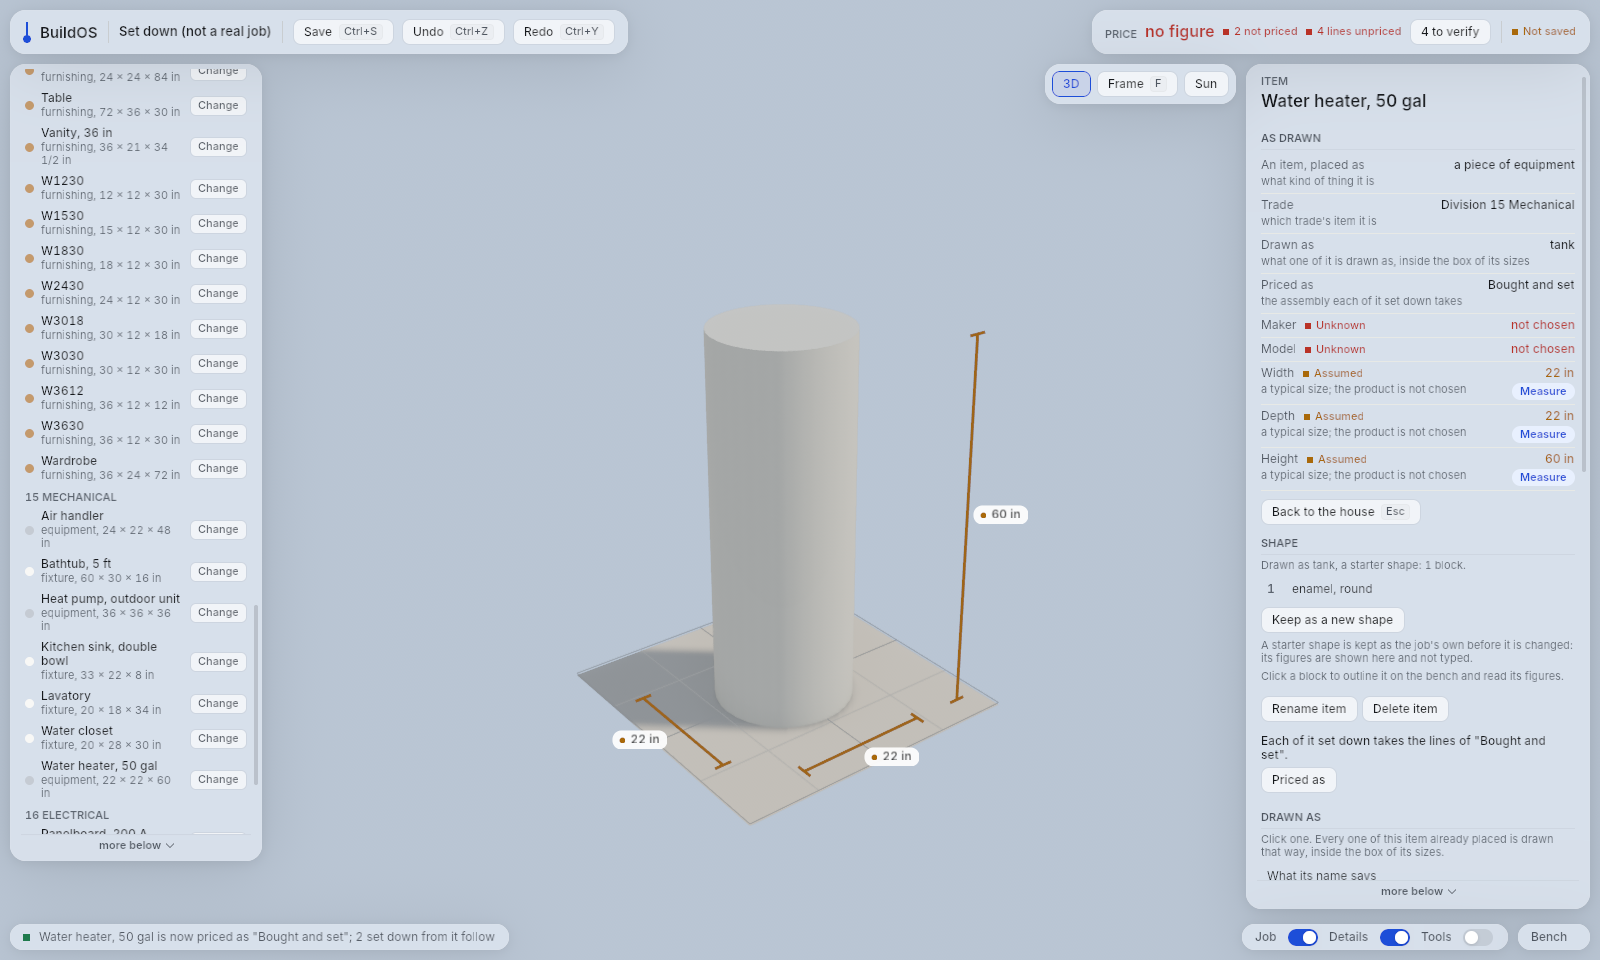 BuildOS
Set down (not a real job)
Save Ctrl+S
Undo Ctrl+Z
Redo Ctrl+Y
PRICE no figure
2 not priced
4 lines unpriced
4 to verify
Not saved
furnishing, 24 × 24 × 84 in
Change
Table
furnishing, 72 × 36 × 30 in
Change
Vanity, 36 in
furnishing, 36 × 21 × 34
1/2 in
Change
W1230
furnishing, 12 × 12 × 30 in
Change
W1530
furnishing, 15 × 12 × 30 in
Change
W1830
furnishing, 18 × 12 × 30 in
Change
W2430
furnishing, 24 × 12 × 30 in
Change
W3018
furnishing, 30 × 12 × 18 in
Change
W3030
furnishing, 30 × 12 × 30 in
Change
W3612
furnishing, 36 × 12 × 12 in
Change
W3630
furnishing, 36 × 12 × 30 in
Change
Wardrobe
furnishing, 36 × 24 × 72 in
Change
15 MECHANICAL
Air handler
equipment, 24 × 22 × 48
in
Change
Bathtub, 5 ft
fixture, 60 × 30 × 16 in
Change
Heat pump, outdoor unit
equipment, 36 × 36 × 36
in
Change
Kitchen sink, double
bowl
fixture, 33 × 22 × 8 in
Change
Lavatory
fixture, 20 × 18 × 34 in
Change
Water closet
fixture, 20 × 28 × 30 in
Change
Water heater, 50 gal
equipment, 22 × 22 × 60
in
Change
16 ELECTRICAL
Panelboard, 200 A
more below
3D
Frame F
Sun
60 in
22 in
22 in
ITEM
Water heater, 50 gal
AS DRAWN
An item, placed as a piece of equipment
what kind of thing it is
Trade Division 15 Mechanical
which trade's item it is
Drawn as tank
what one of it is drawn as, inside the box of its sizes
Priced as Bought and set
the assembly each of it set down takes
Maker Unknown not chosen
Model Unknown not chosen
Width Assumed 22 in
a typical size; the product is not chosen Measure
Depth Assumed 22 in
a typical size; the product is not chosen Measure
Height Assumed 60 in
a typical size; the product is not chosen Measure
Back to the house Esc
SHAPE
Drawn as tank, a starter shape: 1 block.
1 enamel, round
Keep as a new shape
A starter shape is kept as the job's own before it is changed:
its figures are shown here and not typed.
Click a block to outline it on the bench and read its figures.
Rename item
Delete item
Each of it set down takes the lines of "Bought and
set".
Priced as
DRAWN AS
Click one. Every one of this item already placed is drawn
that way, inside the box of its sizes.
What its name says
more below
Water heater, 50 gal is now priced as "Bought and set"; 2 set down from it follow
Job
Details
Tools
Bench